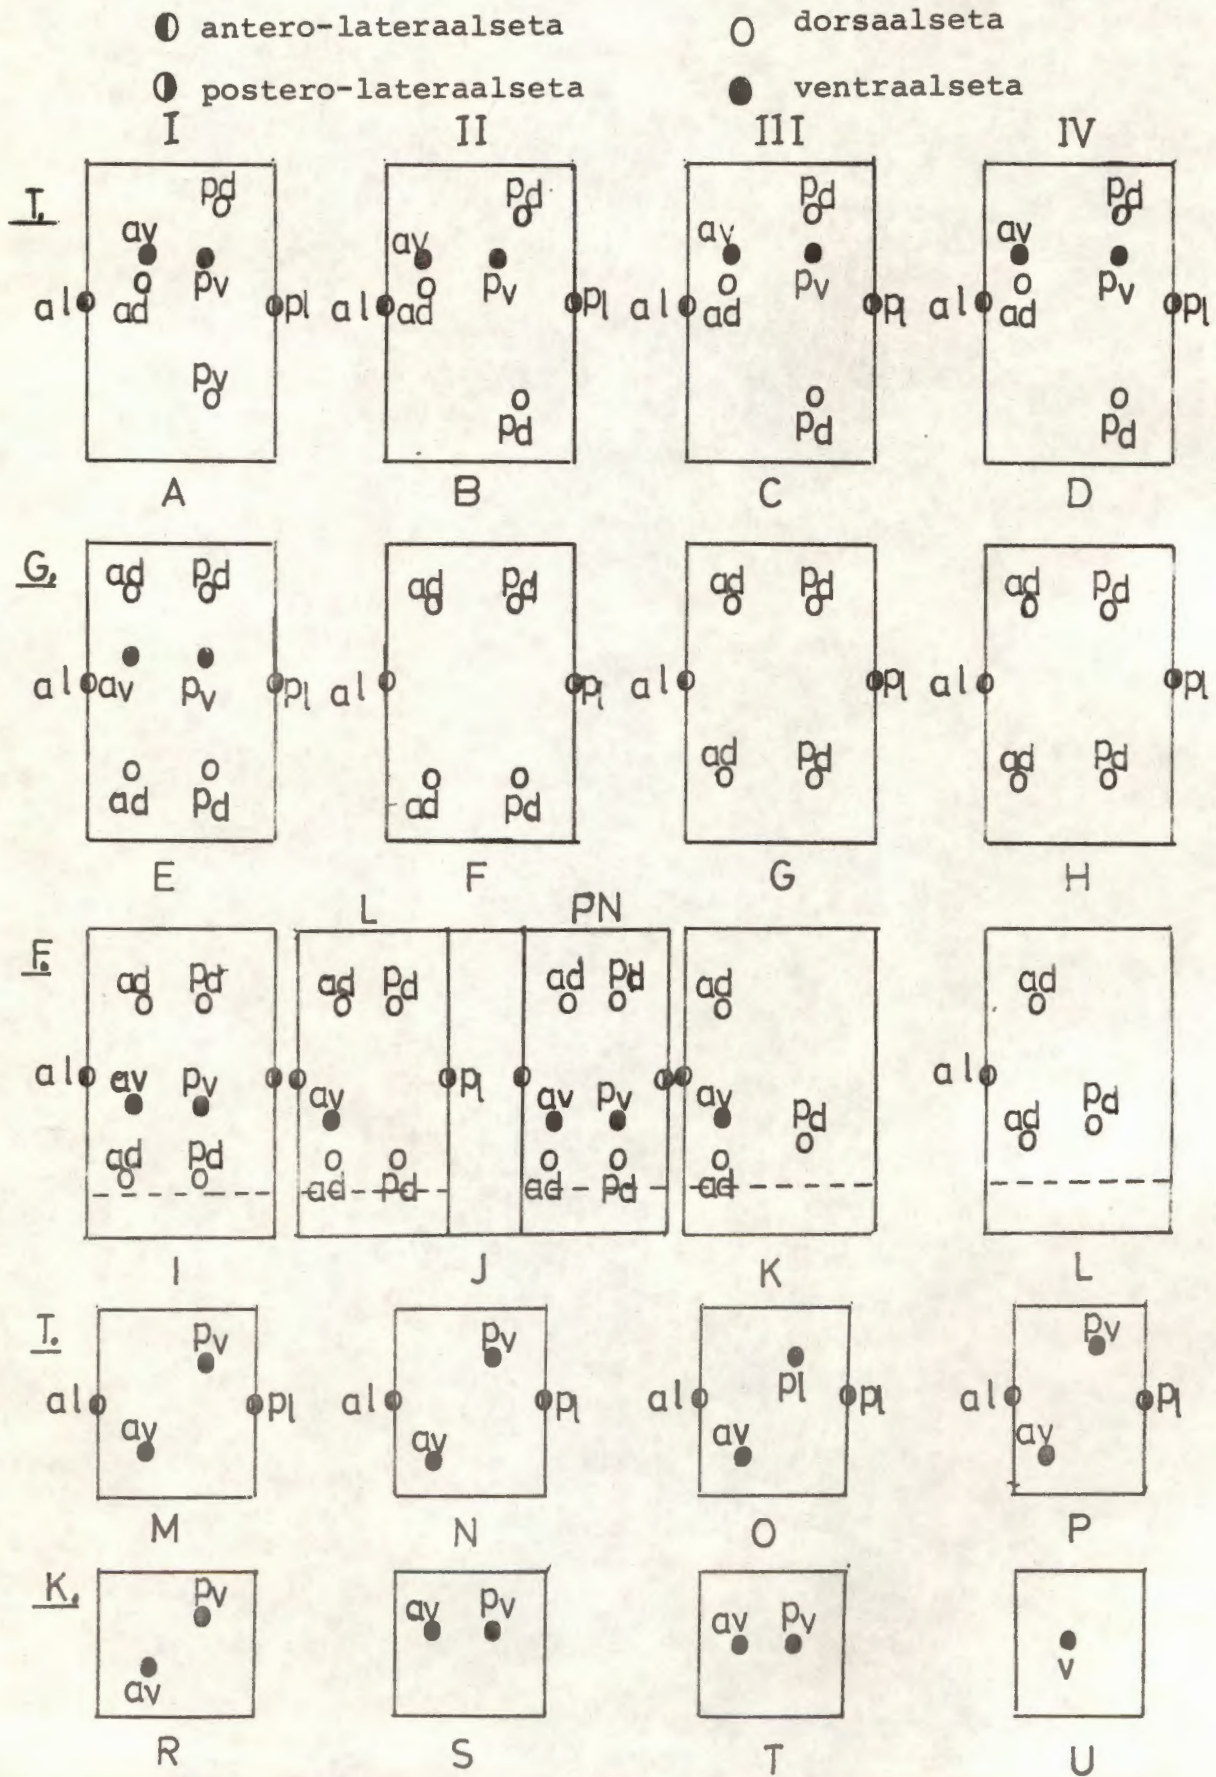 antero-lateraalseta dorsaalseta
postero-lateraalseta ventraalseta
I II III IV
T.
pd pd pd pd
av av av av
pv pv pv pv
al ad pl al ad pl al ad pl al ad pl
pv pd pd pd
A B C D
G.
ad pd ad pd ad pd ad pd
al av pv pl al pl al pl al pl
ad pd ad pd
ad pd ad pd
E F G H
L PN
F.
ad pd ad pd ad pd ad ad
al av pv pl al
av av pv av
ad pd pd ad pd
ad pd ad pd ad
I J K L
T.
pv pv pl pv
al pl al pl al pl al pl
av av av av
M N O P
K.
pv av pv av pv
av v
R S T U